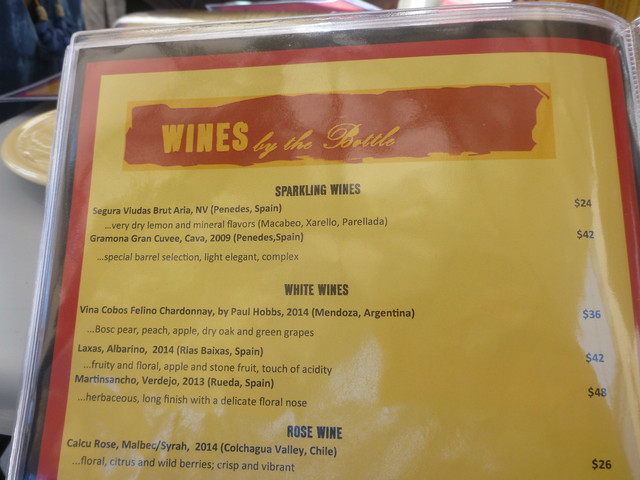 WINES by the Bottle
SPARKLING WINES
Segura Viudas Brut Aria, NV (Penedes, Spain) $24
...very dry lemon and mineral flavors (Macabeo, Xarello, Parellada)
Gramona Gran Cuvee, Cava, 2009 (Penedes,Spain) $42
...special barrel selection, light elegant, complex
WHITE WINES
Vina Cobos Felino Chardonnay, by Paul Hobbs, 2014 (Mendoza, Argentina) $36
...Bosc pear, peach, apple, dry oak and green grapes
Laxas, Albarino, 2014 (Rias Baixas, Spain) $42
...fruity and floral, apple and stone fruit, touch of acidity
Martinsancho, Verdejo, 2013 (Rueda, Spain) $48
...herbaceous, long finish with a delicate floral nose
ROSE WINE
Caicu Rose, Malbec/Syrah, 2014 (Colchagua Valley, Chile)
...floral, citrus and wild berries; crisp and vibrant $26